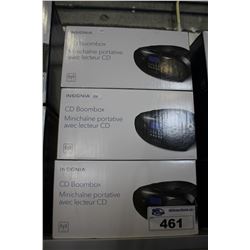 INSIGNIA
CD Boombox
Minichaîne portative
avec lecteur CD
INSIGNIA
CD Boombox
Minichaîne portative
avec lecteur CD
INSIGNIA
CD Boombox
Minichaîne portative
avec lecteur CD
461